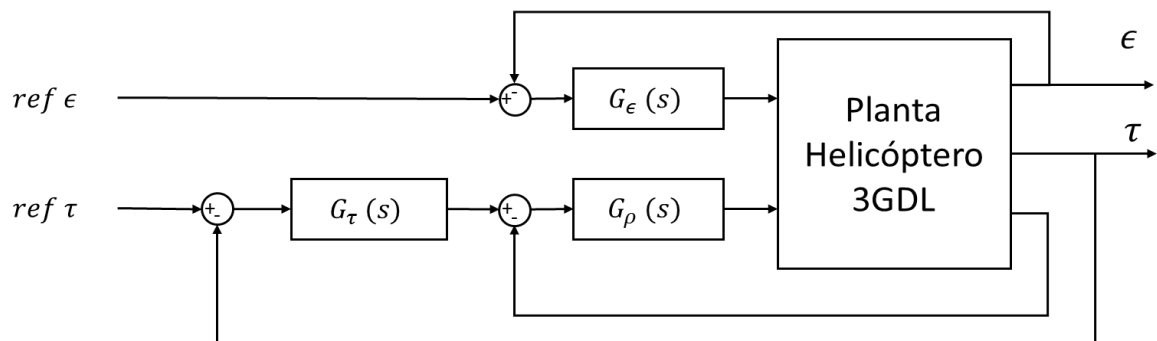 ϵ
ref ϵ
+
-
G_ϵ (s)
Planta
Helicóptero
3GDL
τ
ref τ
+
-
G_τ (s)
+
-
G_ρ (s)